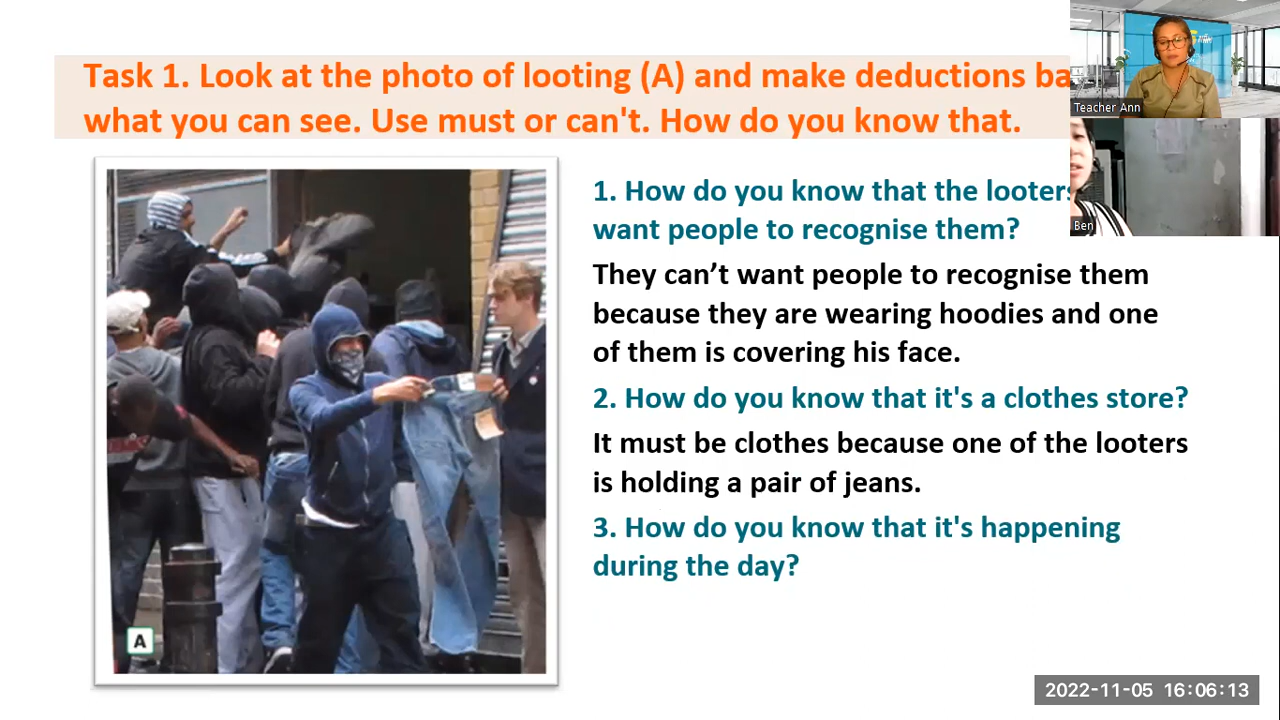 Task 1. Look at the photo of looting (A) and make deductions ba
what you can see. Use must or can't. How do you know that.
Teacher Ann
1. How do you know that the looters
want people to recognise them?
Ben
They can’t want people to recognise them
because they are wearing hoodies and one
of them is covering his face.
2. How do you know that it's a clothes store?
It must be clothes because one of the looters
is holding a pair of jeans.
3. How do you know that it's happening
during the day?
A
2022-11-05 16:06:13